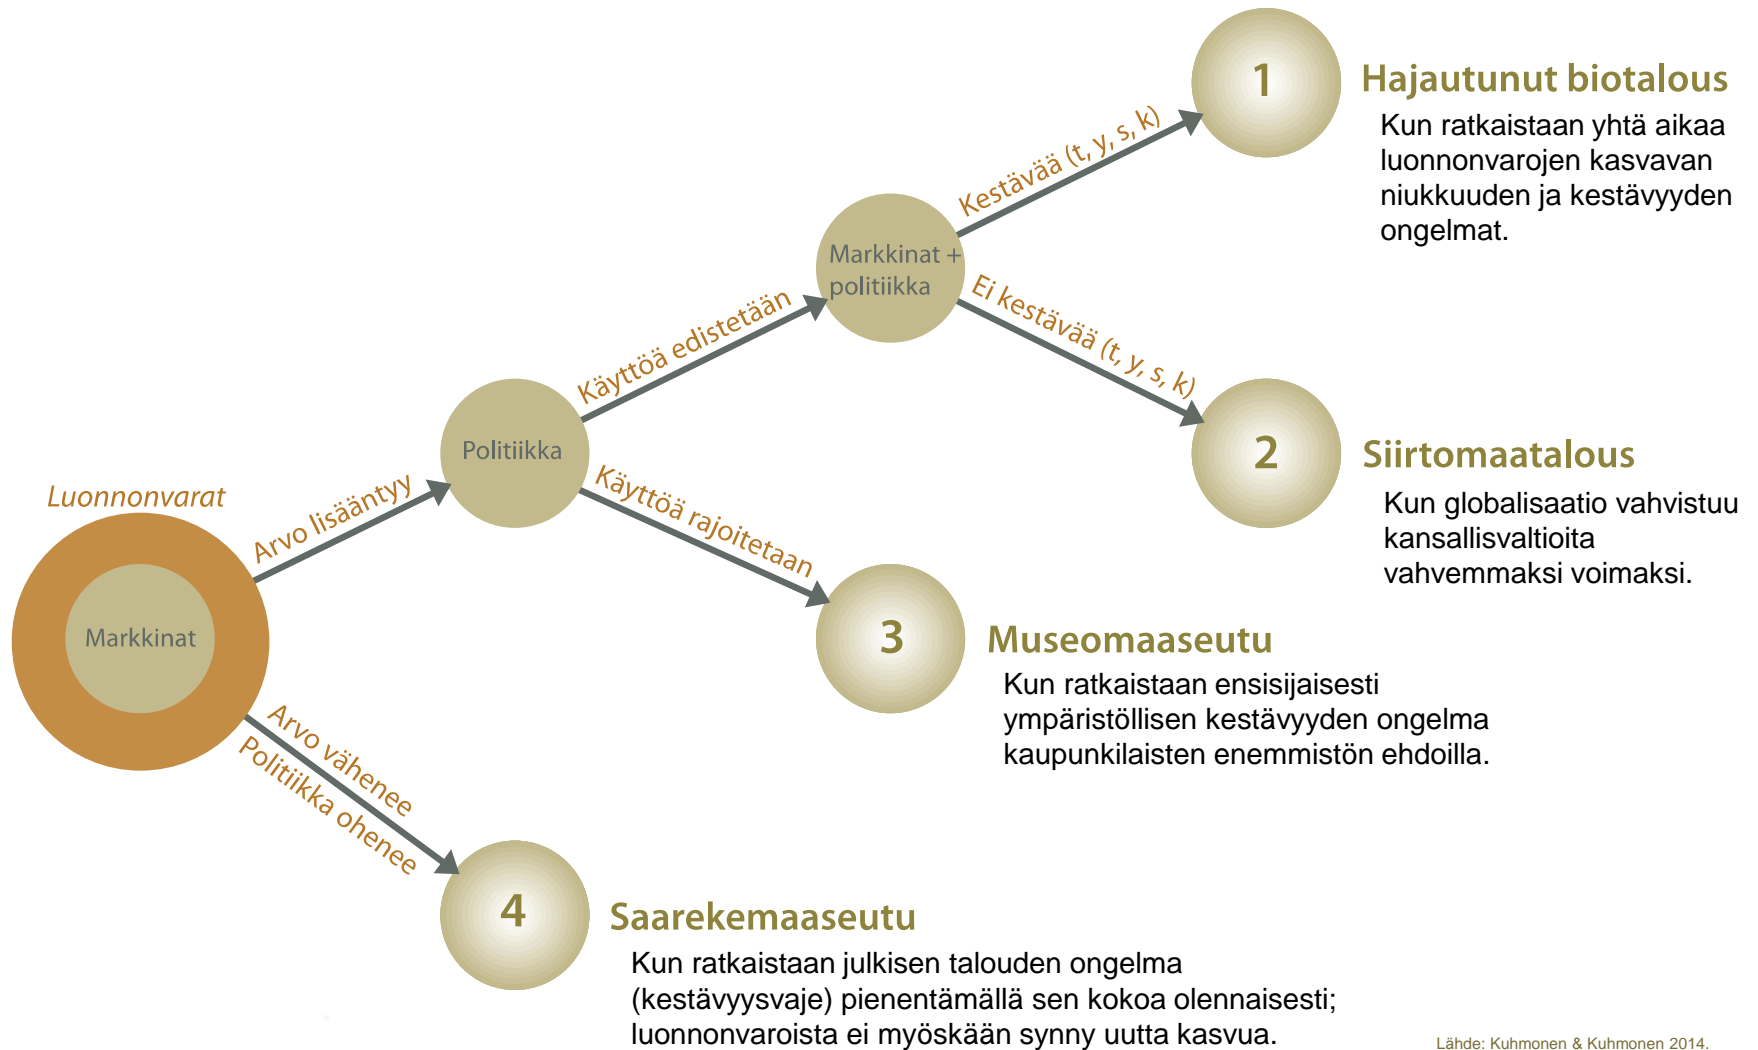 1
Hajautunut biotalous
Kun ratkaistaan yhtä aikaa
luonnonvarojen kasvavan
niukkuuden ja kestävyyden
ongelmat.
Kestävää (t, y, s, k)
Markkinat +
politiikka
Ei kestävää (t, y, s, k)
Käyttöä edistetään
2
Siirtomaatalous
Kun globalisaatio vahvistuu
kansallisvaltioita
vahvemmaksi voimaksi.
Politiikka
Käyttöä rajoitetaan
Luonnonvarat
Arvo lisääntyy
Markkinat
3
Museomaaseutu
Kun ratkaistaan ensisijaisesti
ympäristöllisen kestävyyden ongelma
kaupunkilaisten enemmistön ehdoilla.
Arvo vähenee
Politiikka ohenee
4
Saarekemaaseutu
Kun ratkaistaan julkisen talouden ongelma
(kestävyysvaje) pienentämällä sen kokoa olennaisesti;
luonnonvaroista ei myöskään synny uutta kasvua.
Lähde: Kuhmonen & Kuhmonen 2014.